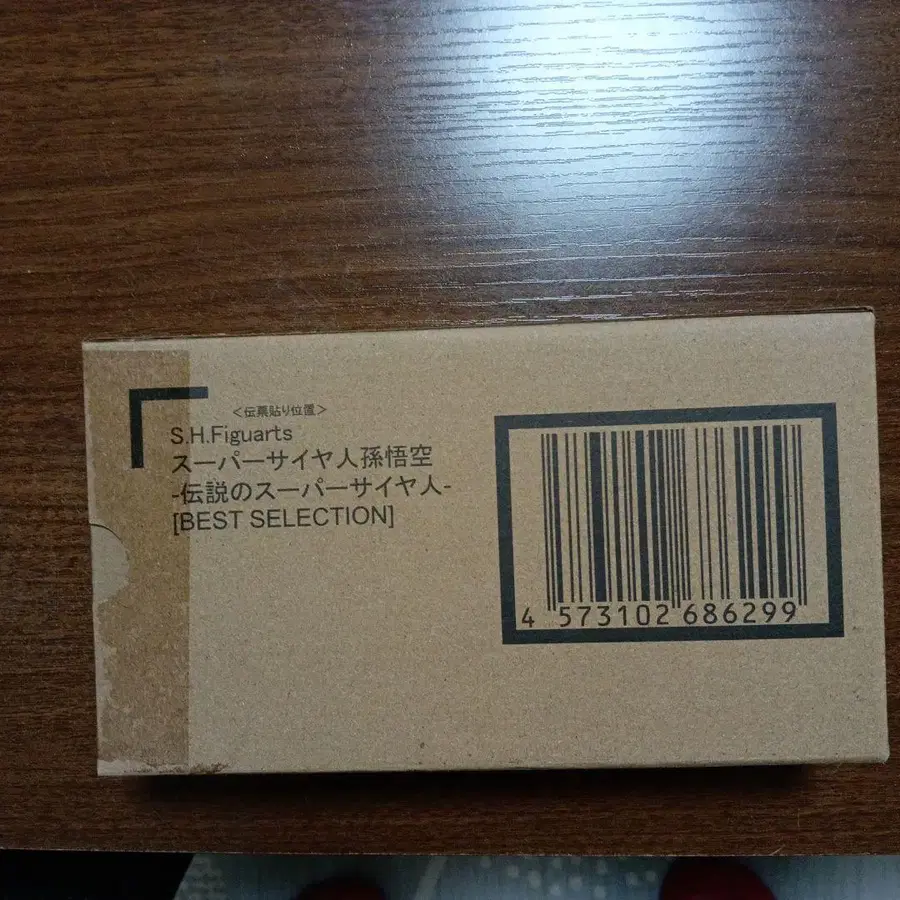 ＜伝票貼り位置＞
S.H.Figuarts
スーパーサイヤ人孫悟空
-伝説のスーパーサイヤ人-
[BEST SELECTION]
4 573102 686299